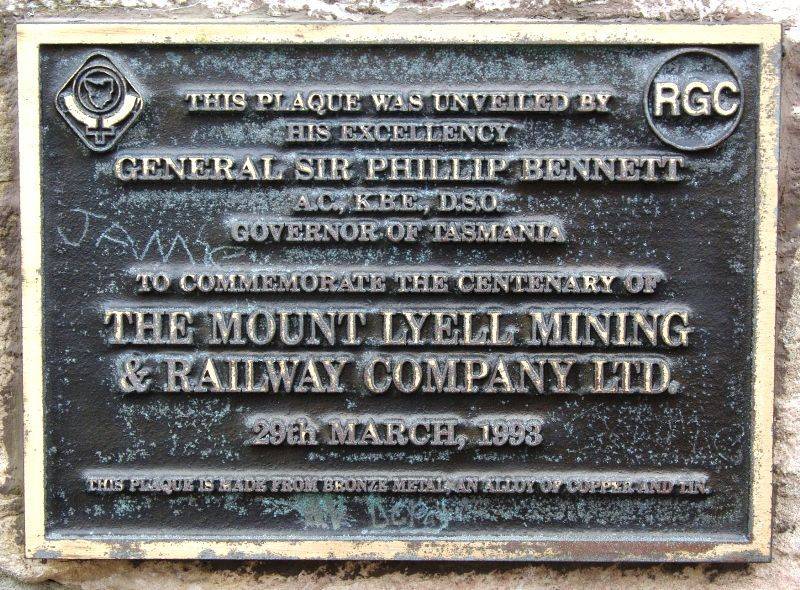 RGC
THIS PLAQUE WAS UNVEILED BY
HIS EXCELLENCY
GENERAL SIR PHILLIP BENNETT
A.C., K.B.E., D.S.O.
GOVERNOR OF TASMANIA
JAME
TO COMMEMORATE THE CENTENARY OF
THE MOUNT LYELL MINING
& RAILWAY COMPANY LTD.
29th MARCH, 1993
THIS PLAQUE IS MADE FROM BRONZE METAL, AN ALLOY OF COPPER AND TIN.